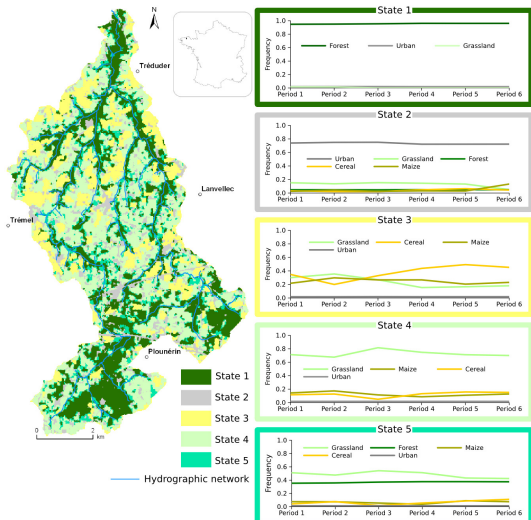 N
Tréduder
Lanvellec
Trémel
Plounérin
0 2
km
State 1
State 2
State 3
State 4
State 5
Hydrographic network
State 1
Frequency
1.0
0.8
0.6
0.4
0.2
0.0
Forest Urban Grassland
Period 1 Period 2 Period 3 Period 4 Period 5 Period 6
State 2
Frequency
1.0
0.8
0.6
0.4
0.2
0.0
Urban Grassland Forest
Cereal Maize
Period 1 Period 2 Period 3 Period 4 Period 5 Period 6
State 3
Frequency
1.0
0.8
0.6
0.4
0.2
0.0
Grassland Cereal Maize
Urban
Period 1 Period 2 Period 3 Period 4 Period 5 Period 6
State 4
Frequency
1.0
0.8
0.6
0.4
0.2
0.0
Grassland Maize Cereal
Urban
Period 1 Period 2 Period 3 Period 4 Period 5 Period 6
State 5
Frequency
1.0
0.8
0.6
0.4
0.2
0.0
Grassland Forest Maize
Cereal Urban
Period 1 Period 2 Period 3 Period 4 Period 5 Period 6